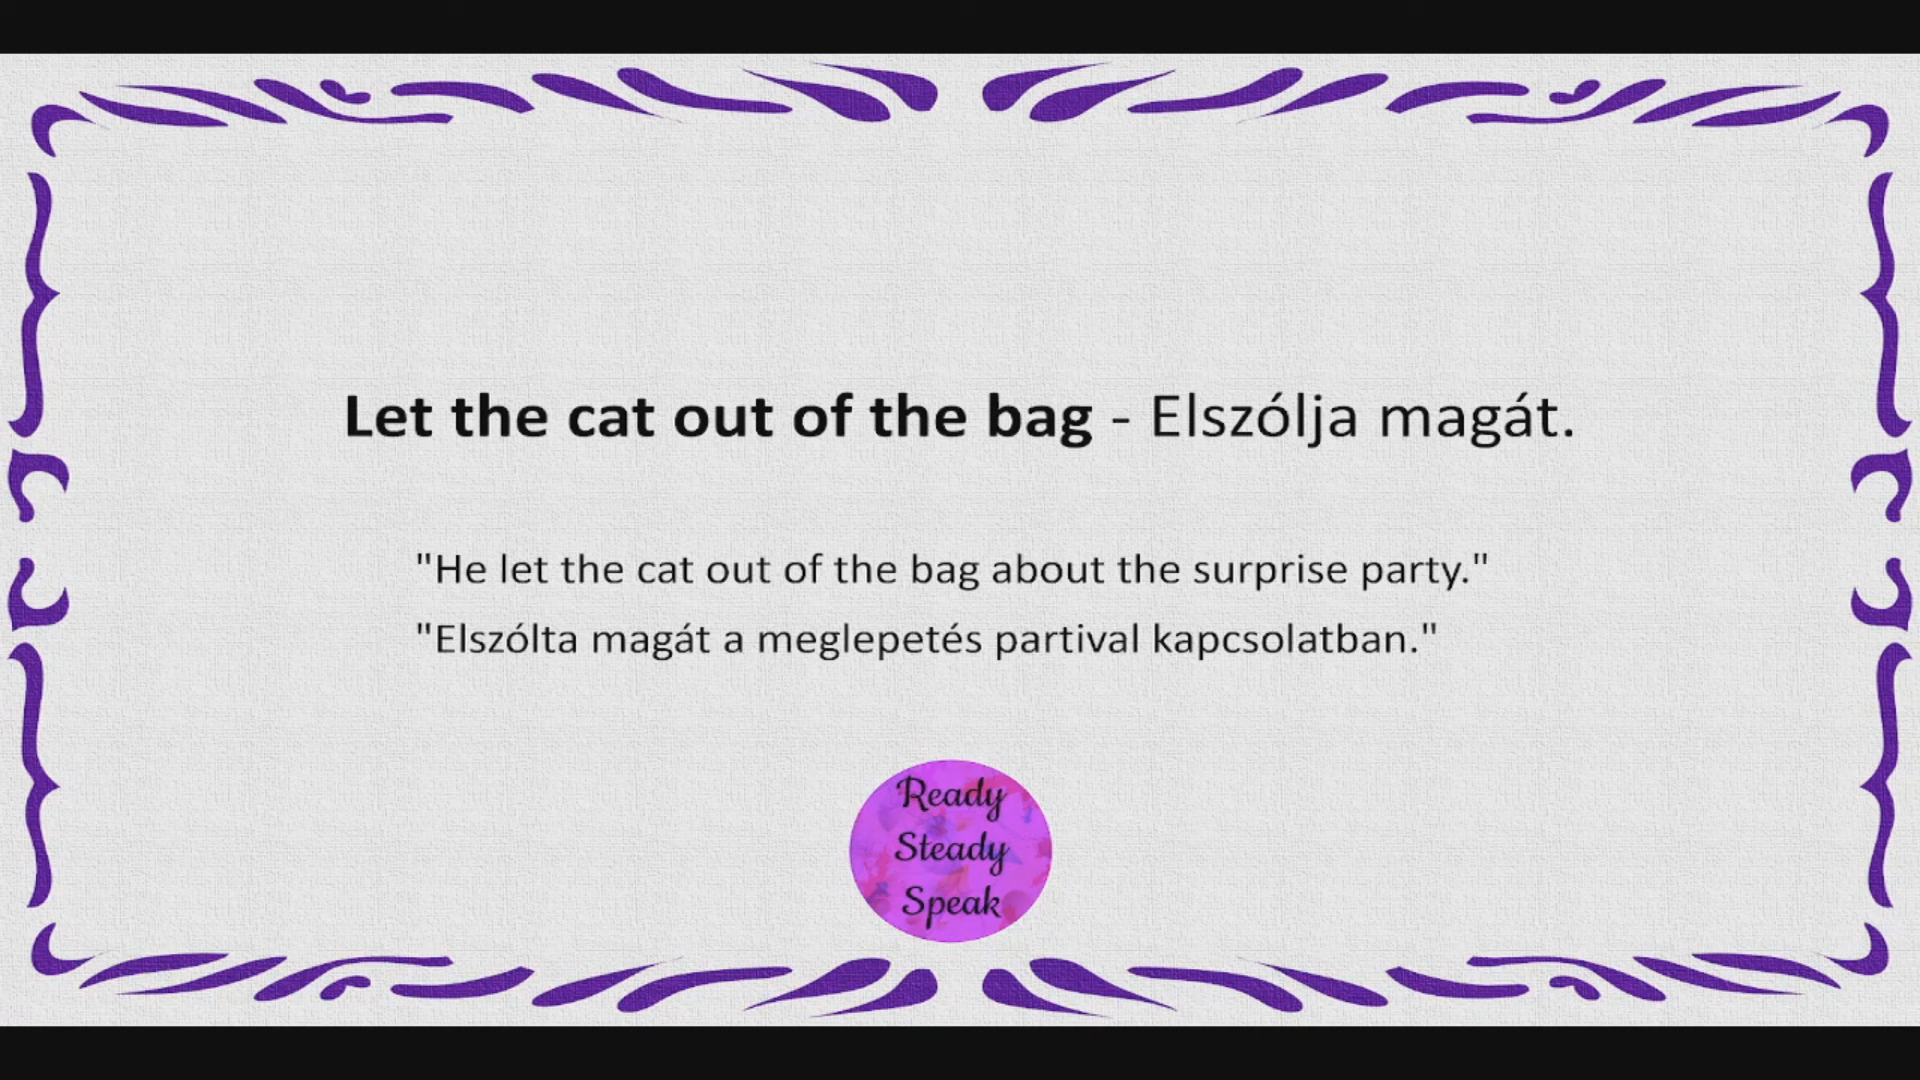 Let the cat out of the bag - Elszólja magát.
"He let the cat out of the bag about the surprise party."
"Elszólta magát a meglepetés partival kapcsolatban."
Ready
Steady
Speak